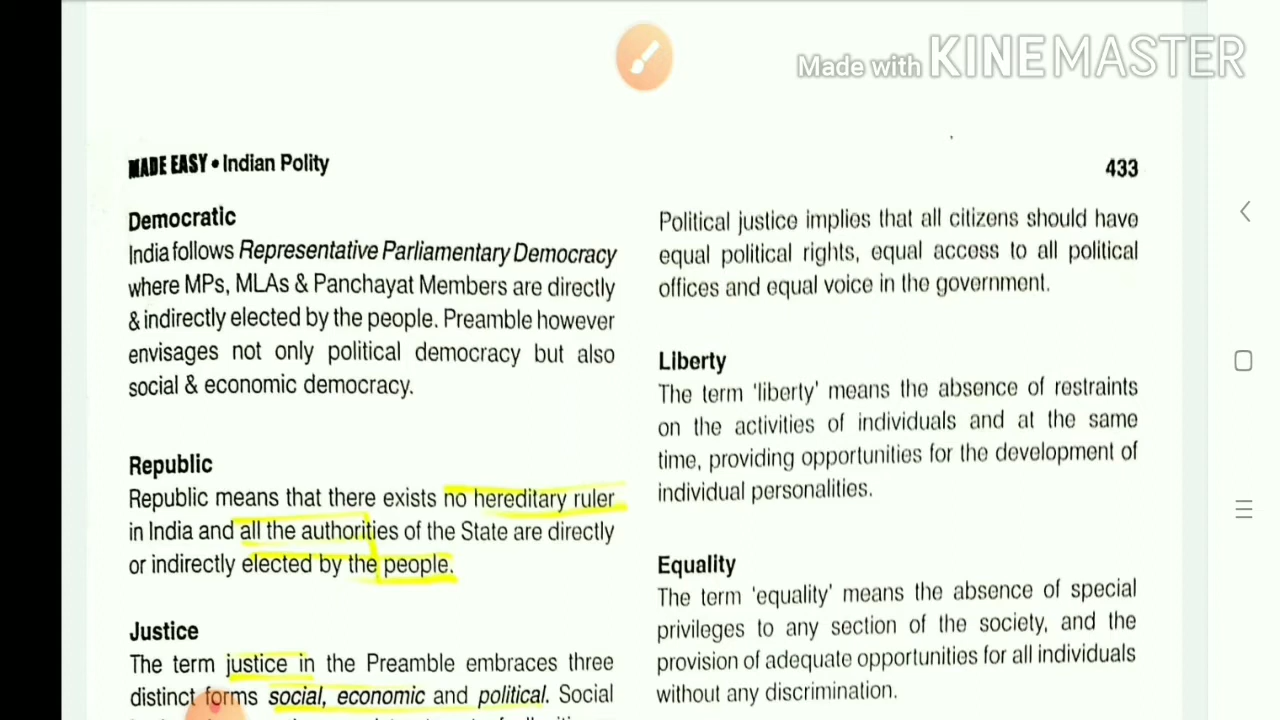 Made with KINEMASTER
MADE EASY • Indian Polity
433
Democratic
India follows Representative Parliamentary Democracy
where MPs, MLAs & Panchayat Members are directly
& indirectly elected by the people. Preamble however
envisages not only political democracy but also
social & economic democracy.
Republic
Republic means that there exists no hereditary ruler
in India and all the authorities of the State are directly
or indirectly elected by the people.
Justice
The term justice in the Preamble embraces three
distinct forms social, economic and political. Social
Political justice implies that all citizens should have
equal political rights, equal access to all political
offices and equal voice in the government.
Liberty
The term 'liberty' means the absence of restraints
on the activities of individuals and at the same
time, providing opportunities for the development of
individual personalities.
Equality
The term 'equality' means the absence of special
privileges to any section of the society, and the
provision of adequate opportunities for all individuals
without any discrimination.